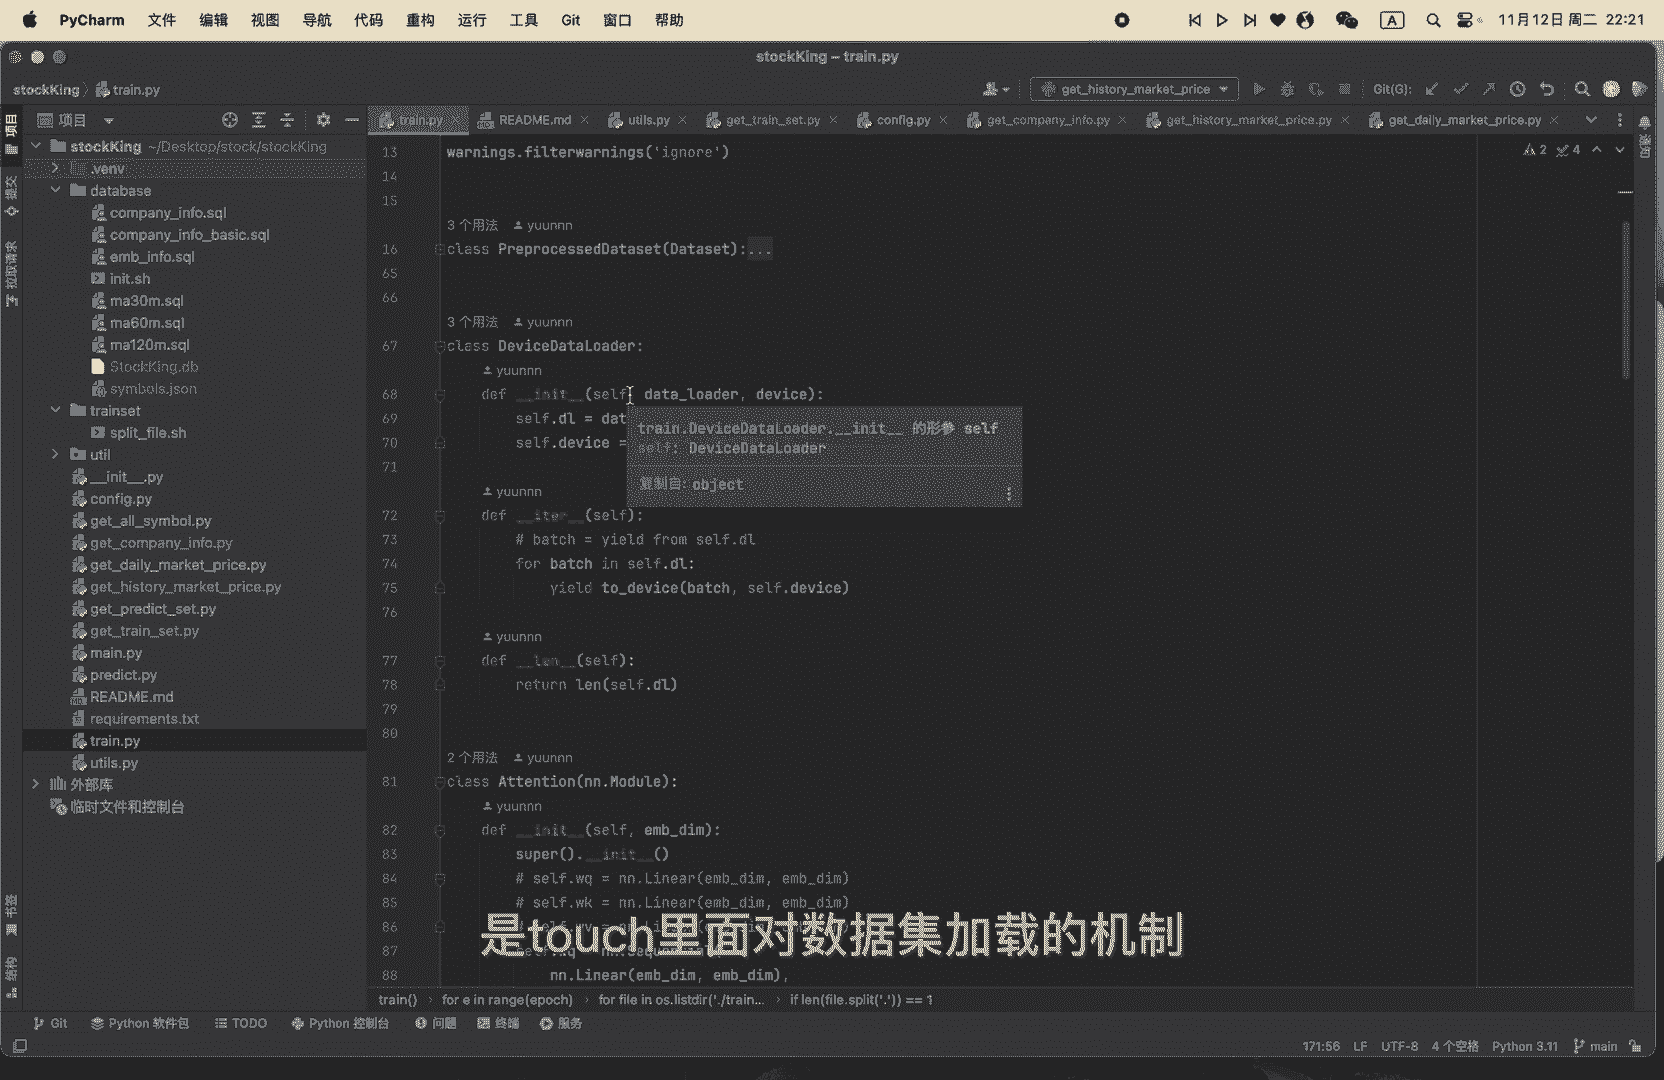 PyCharm 文件 编辑 视图 导航 代码 重构 运行 工具 Git 窗口 帮助 A 11月12日 周二 22:21
stockKing – train.py
stockKing train.py get_history_market_price Git(G):
项目 train.py README.md utils.py get_train_set.py config.py get_company_info.py get_history_market_price.py get_daily_market_price.py
项目
提交
拉取请求
书签
结构
stockKing ~/Desktop/stock/stockKing
.venv
database
company_info.sql
company_info_basic.sql
emb_info.sql
init.sh
ma30m.sql
ma60m.sql
ma120m.sql
StockKing.db
symbols.json
trainset
split_file.sh
util
__init__.py
config.py
get_all_symbol.py
get_company_info.py
get_daily_market_price.py
get_history_market_price.py
get_predict_set.py
get_train_set.py
main.py
predict.py
README.md
requirements.txt
train.py
utils.py
外部库
临时文件和控制台
2 4
13 warnings.filterwarnings('ignore')
14
15
3 个用法 yuunnn
16 class PreprocessedDataset(Dataset):...
65
66
3 个用法 yuunnn
67 class DeviceDataLoader:
yuunnn
68 def __init__(self, data_loader, device):
69 self.dl = dat
70 self.device =
71
train.DeviceDataLoader.__init__ 的形参 self
self: DeviceDataLoader
复制自: object
yuunnn
72 def __iter__(self):
73 # batch = yield from self.dl
74 for batch in self.dl:
75 yield to_device(batch, self.device)
76
yuunnn
77 def __len__(self):
78 return len(self.dl)
79
80
2 个用法 yuunnn
81 class Attention(nn.Module):
yuunnn
82 def __init__(self, emb_dim):
83 super().__init__()
84 # self.wq = nn.Linear(emb_dim, emb_dim)
85 # self.wk = nn.Linear(emb_dim, emb_dim)
86
87
88 nn.Linear(emb_dim, emb_dim),
是touch里面对数据集加载的机制
train() for e in range(epoch) for file in os.listdir('./train... if len(file.split('.')) == 1
Git Python 软件包 TODO Python 控制台 问题 终端 服务
171:56 LF UTF-8 4 个空格 Python 3.11 main